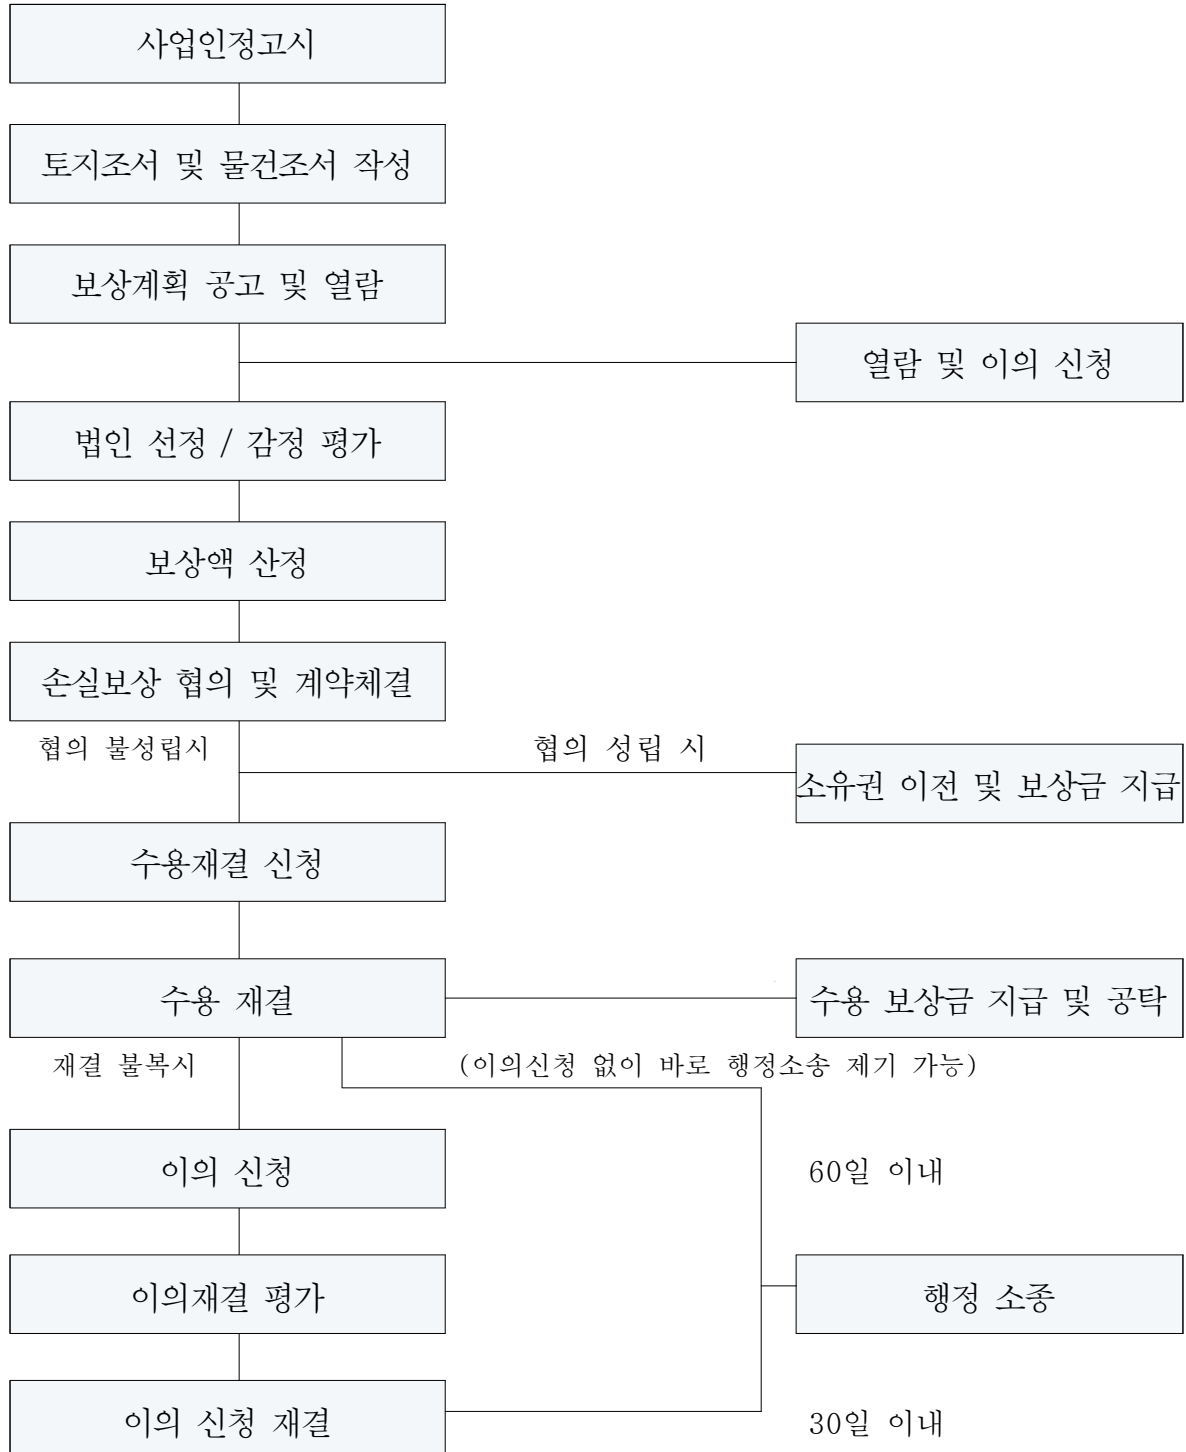 사업인정고시
토지조서 및 물건조서 작성
보상계획 공고 및 열람
열람 및 이의 신청
법인 선정 / 감정 평가
보상액 산정
손실보상 협의 및 계약체결
협의 불성립시
협의 성립 시
소유권 이전 및 보상금 지급
수용재결 신청
수용 재결
수용 보상금 지급 및 공탁
재결 불복시
(이의신청 없이 바로 행정소송 제기 가능)
이의 신청
60일 이내
이의재결 평가
행정 소종
이의 신청 재결
30일 이내